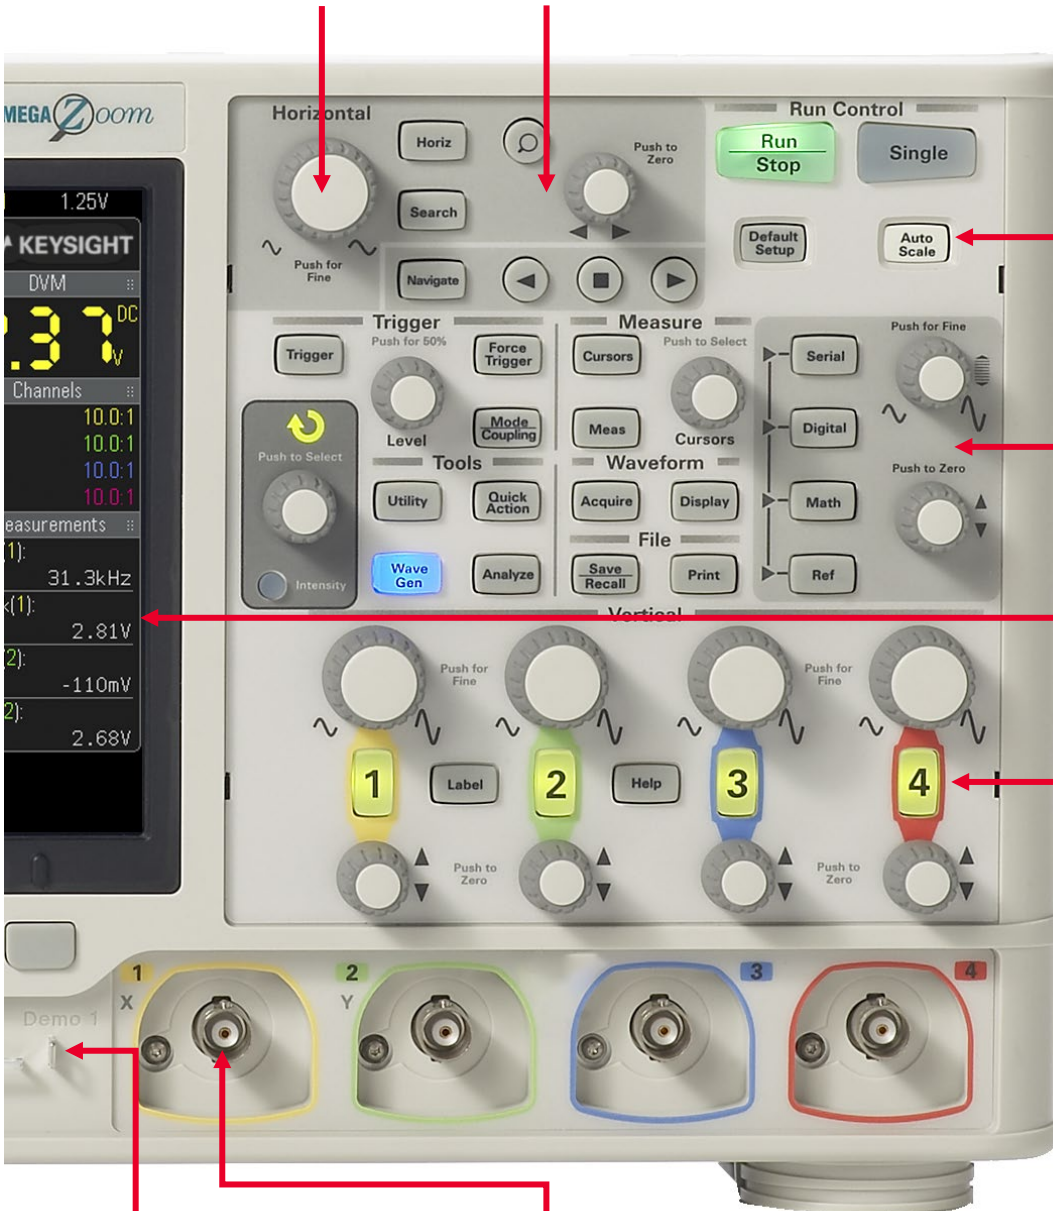 MEGA Zoom
Horizontal
Run Control
Horiz
Push to
Zero
Run
Stop
Single
1.25V
KEYSIGHT
Search
Default
Setup
Auto
Scale
Push for
Fine
Navigate
DVM
.37
DC
V
Trigger
Measure
Push for 50%
Push to Select
Push for Fine
Trigger
Force
Trigger
Cursors
Serial
Channels
10.0:1
10.0:1
10.0:1
10.0:1
Level
Mode
Coupling
Meas
Cursors
Digital
Push to Select
Tools
Waveform
Push to Zero
Utility
Quick
Action
Acquire
Display
Math
easurements
(1):
31.3kHz
File
Intensity
Wave
Gen
Analyze
Save
Recall
Print
Ref
(1):
2.81V
Vertical
2):
-110mV
2):
2.68V
Push for
Fine
Push for
Fine
1
Label
2
Help
3
4
Push to
Zero
Push to
Zero
1
2
3
4
X
Y
Demo 1